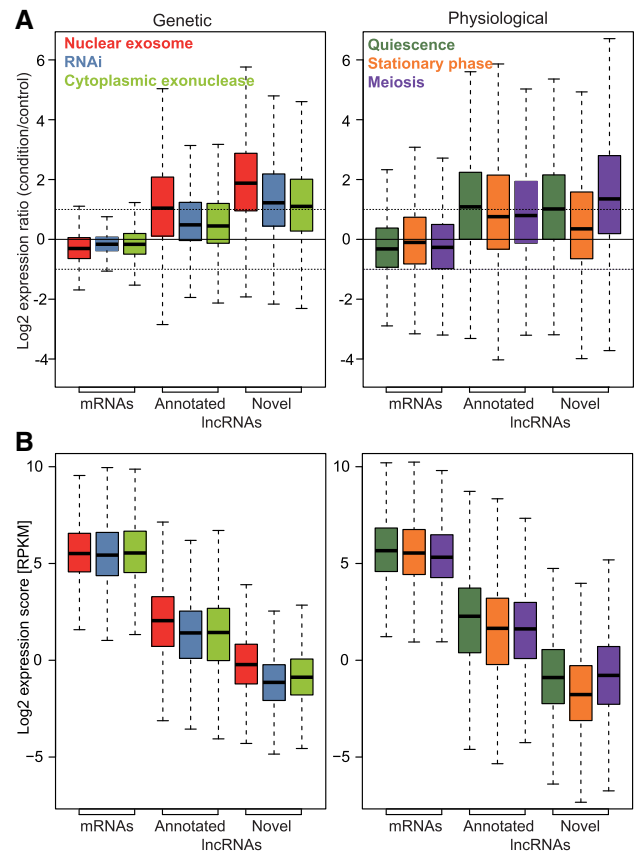 A
Genetic
Physiological
Nuclear exosome
RNAi
Cytoplasmic exonuclease
Quiescence
Stationary phase
Meiosis
Log2 expression ratio (condition/control)
6
4
2
0
-2
-4
6
4
2
0
-2
-4
mRNAs Annotated Novel
lncRNAs
mRNAs Annotated Novel
lncRNAs
B
Log2 expression score [RPKM]
10
5
0
−5
10
5
0
−5
mRNAs Annotated Novel
lncRNAs
mRNAs Annotated Novel
lncRNAs